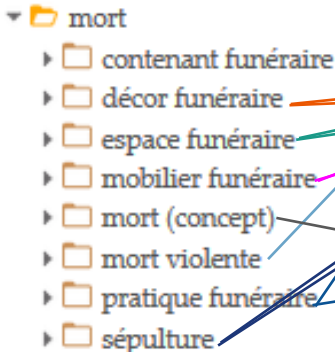 mort
contenant funéraire
décor funéraire
espace funéraire
mobilier funéraire
mort (concept)
mort violente
pratique funéraire
sépulture